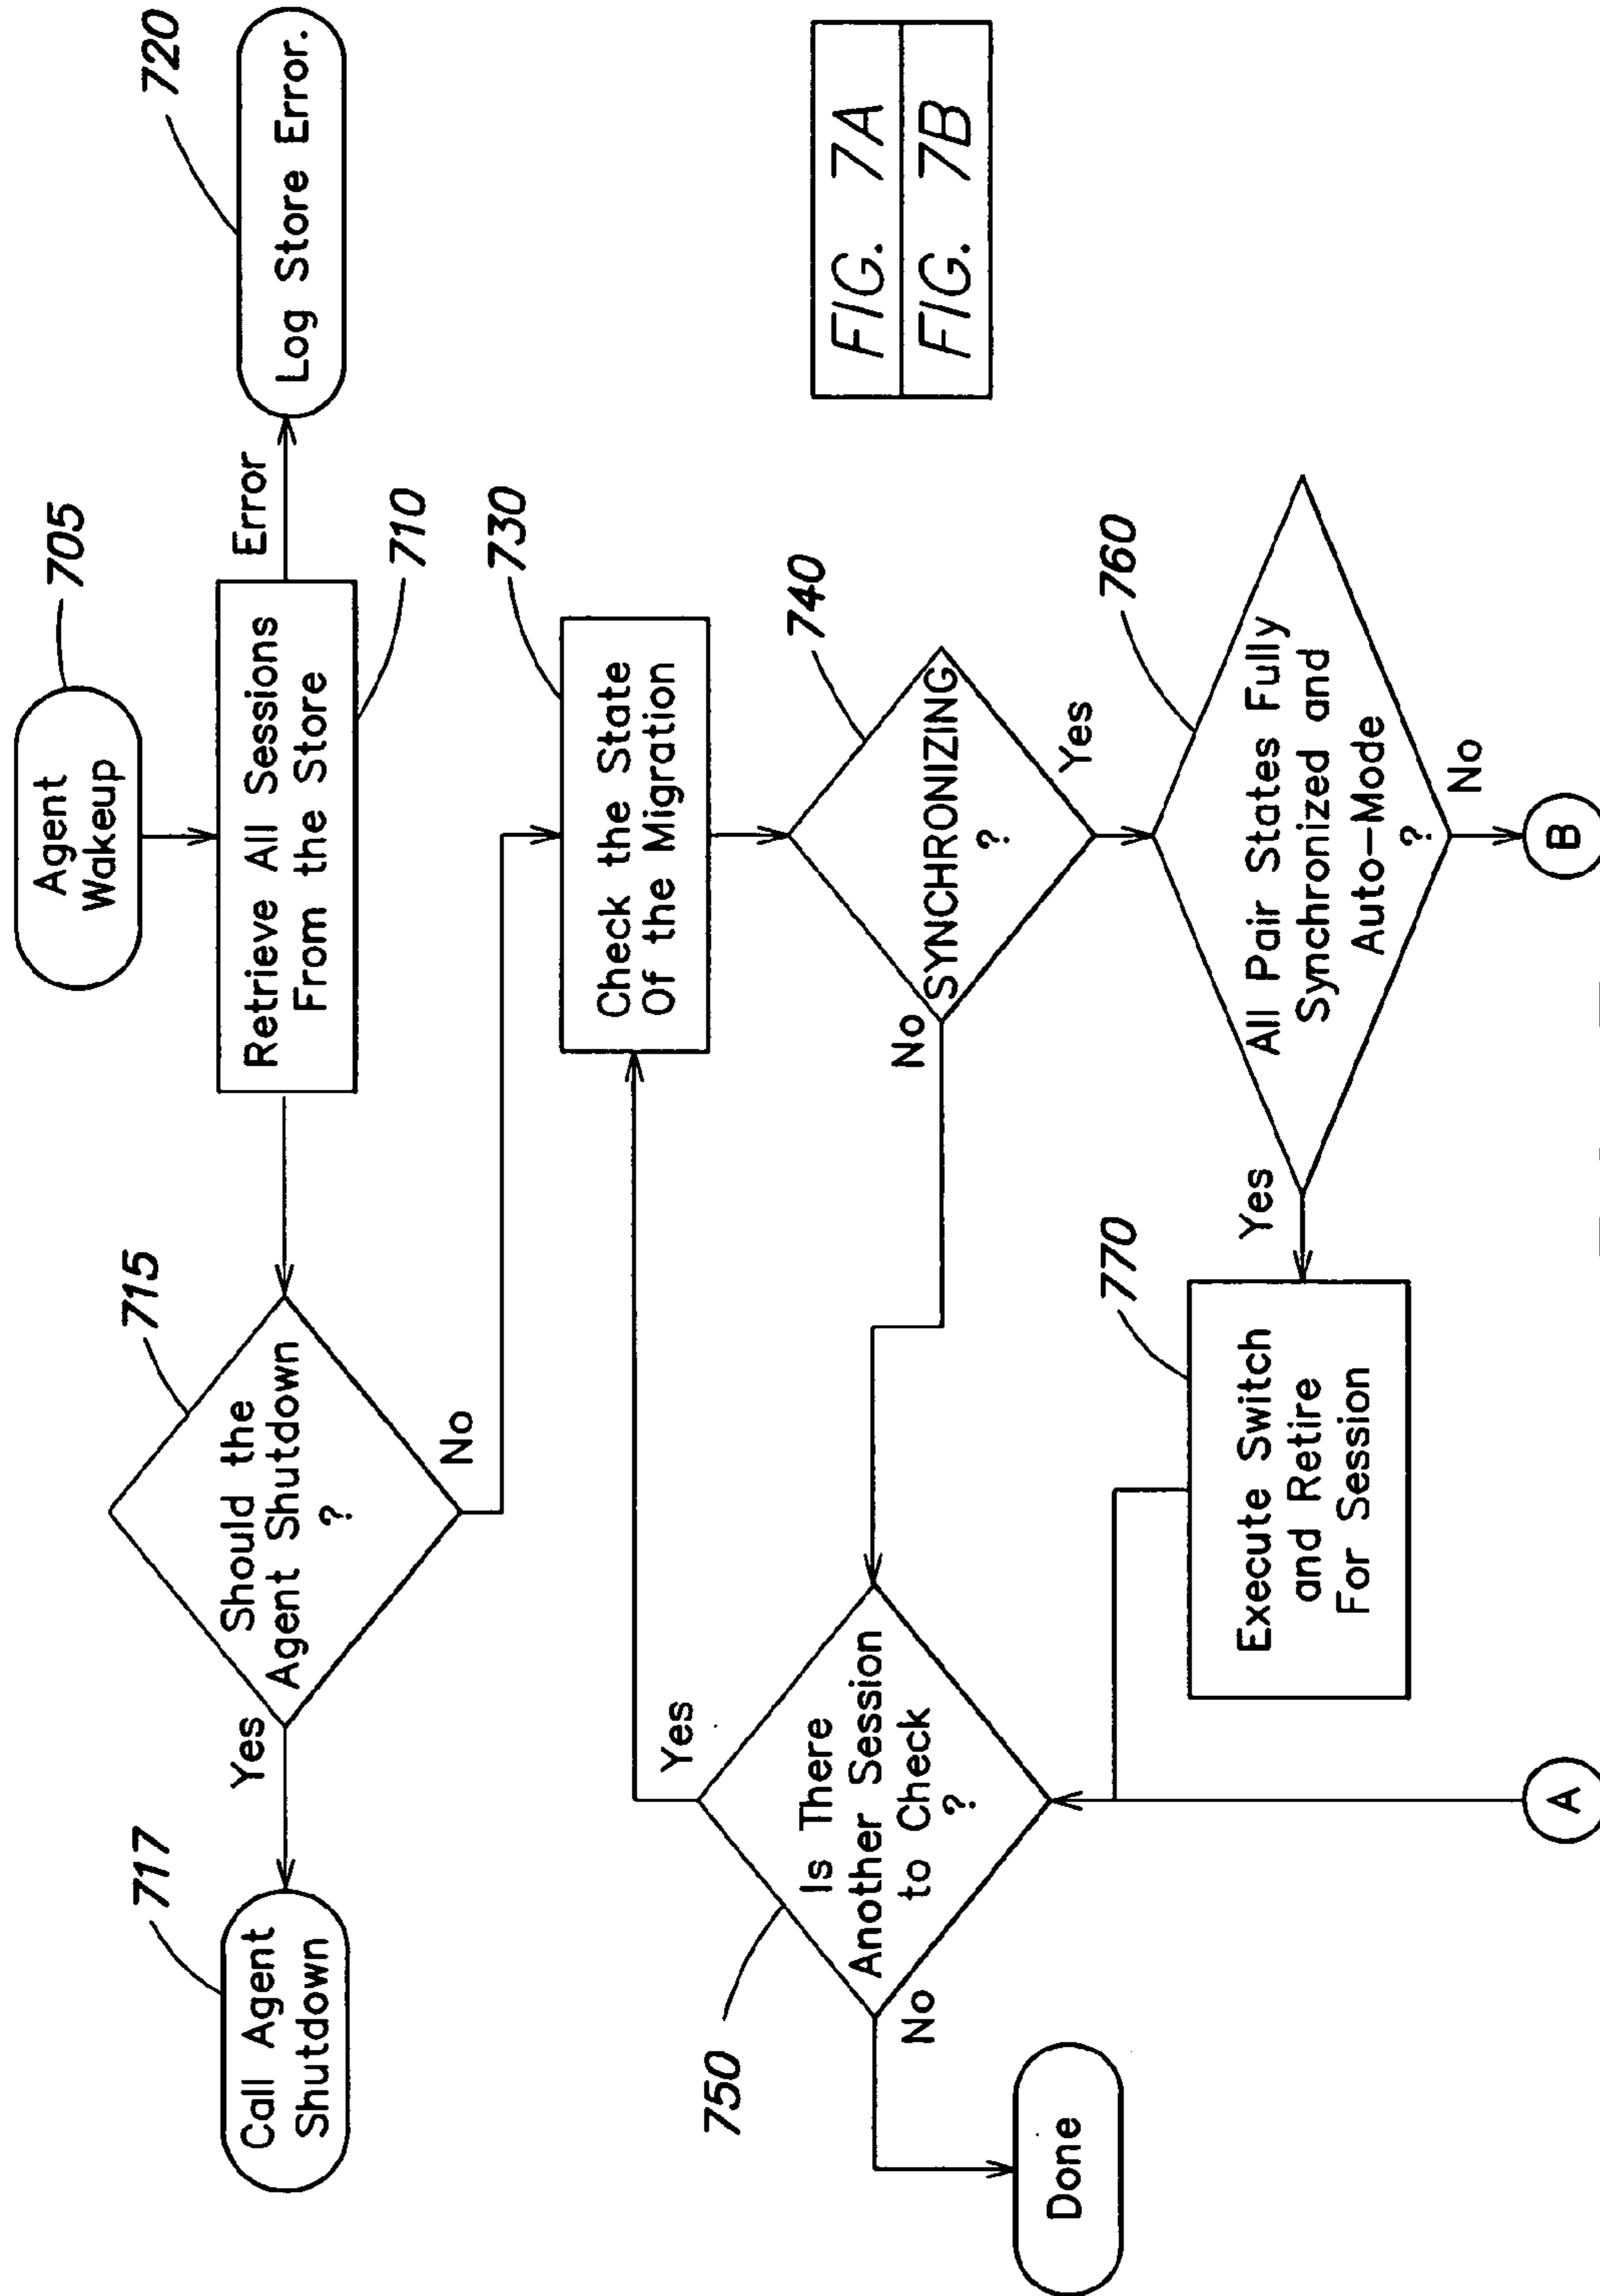 Agent
Wakeup
705
Retrieve All Sessions
From the Store
710
Error
Log Store Error.
720
Should the
Agent Shutdown
?
715
Yes
Call Agent
Shutdown
717
No
Check the State
Of the Migration
730
SYNCHRONIZING
?
740
No
Yes
Is There
Another Session
to Check
?
750
Yes
No
Done
All Pair States Fully
Synchronized and
Auto-Mode
?
760
Yes
No
Execute Switch
and Retire
For Session
770
A
B
FIG. 7A
FIG. 7B